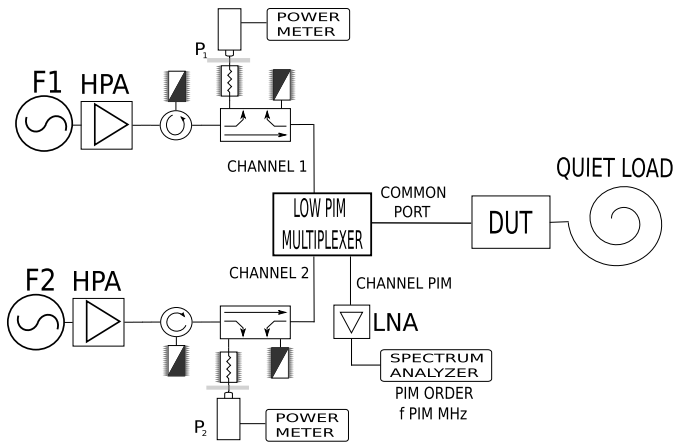 POWER
METER
P1
F1
HPA
CHANNEL 1
LOW PIM
MULTIPLEXER
COMMON
PORT
DUT
QUIET LOAD
F2
HPA
CHANNEL 2
CHANNEL PIM
LNA
SPECTRUM
ANALYZER
PIM ORDER
f PIM MHz
P2
POWER
METER